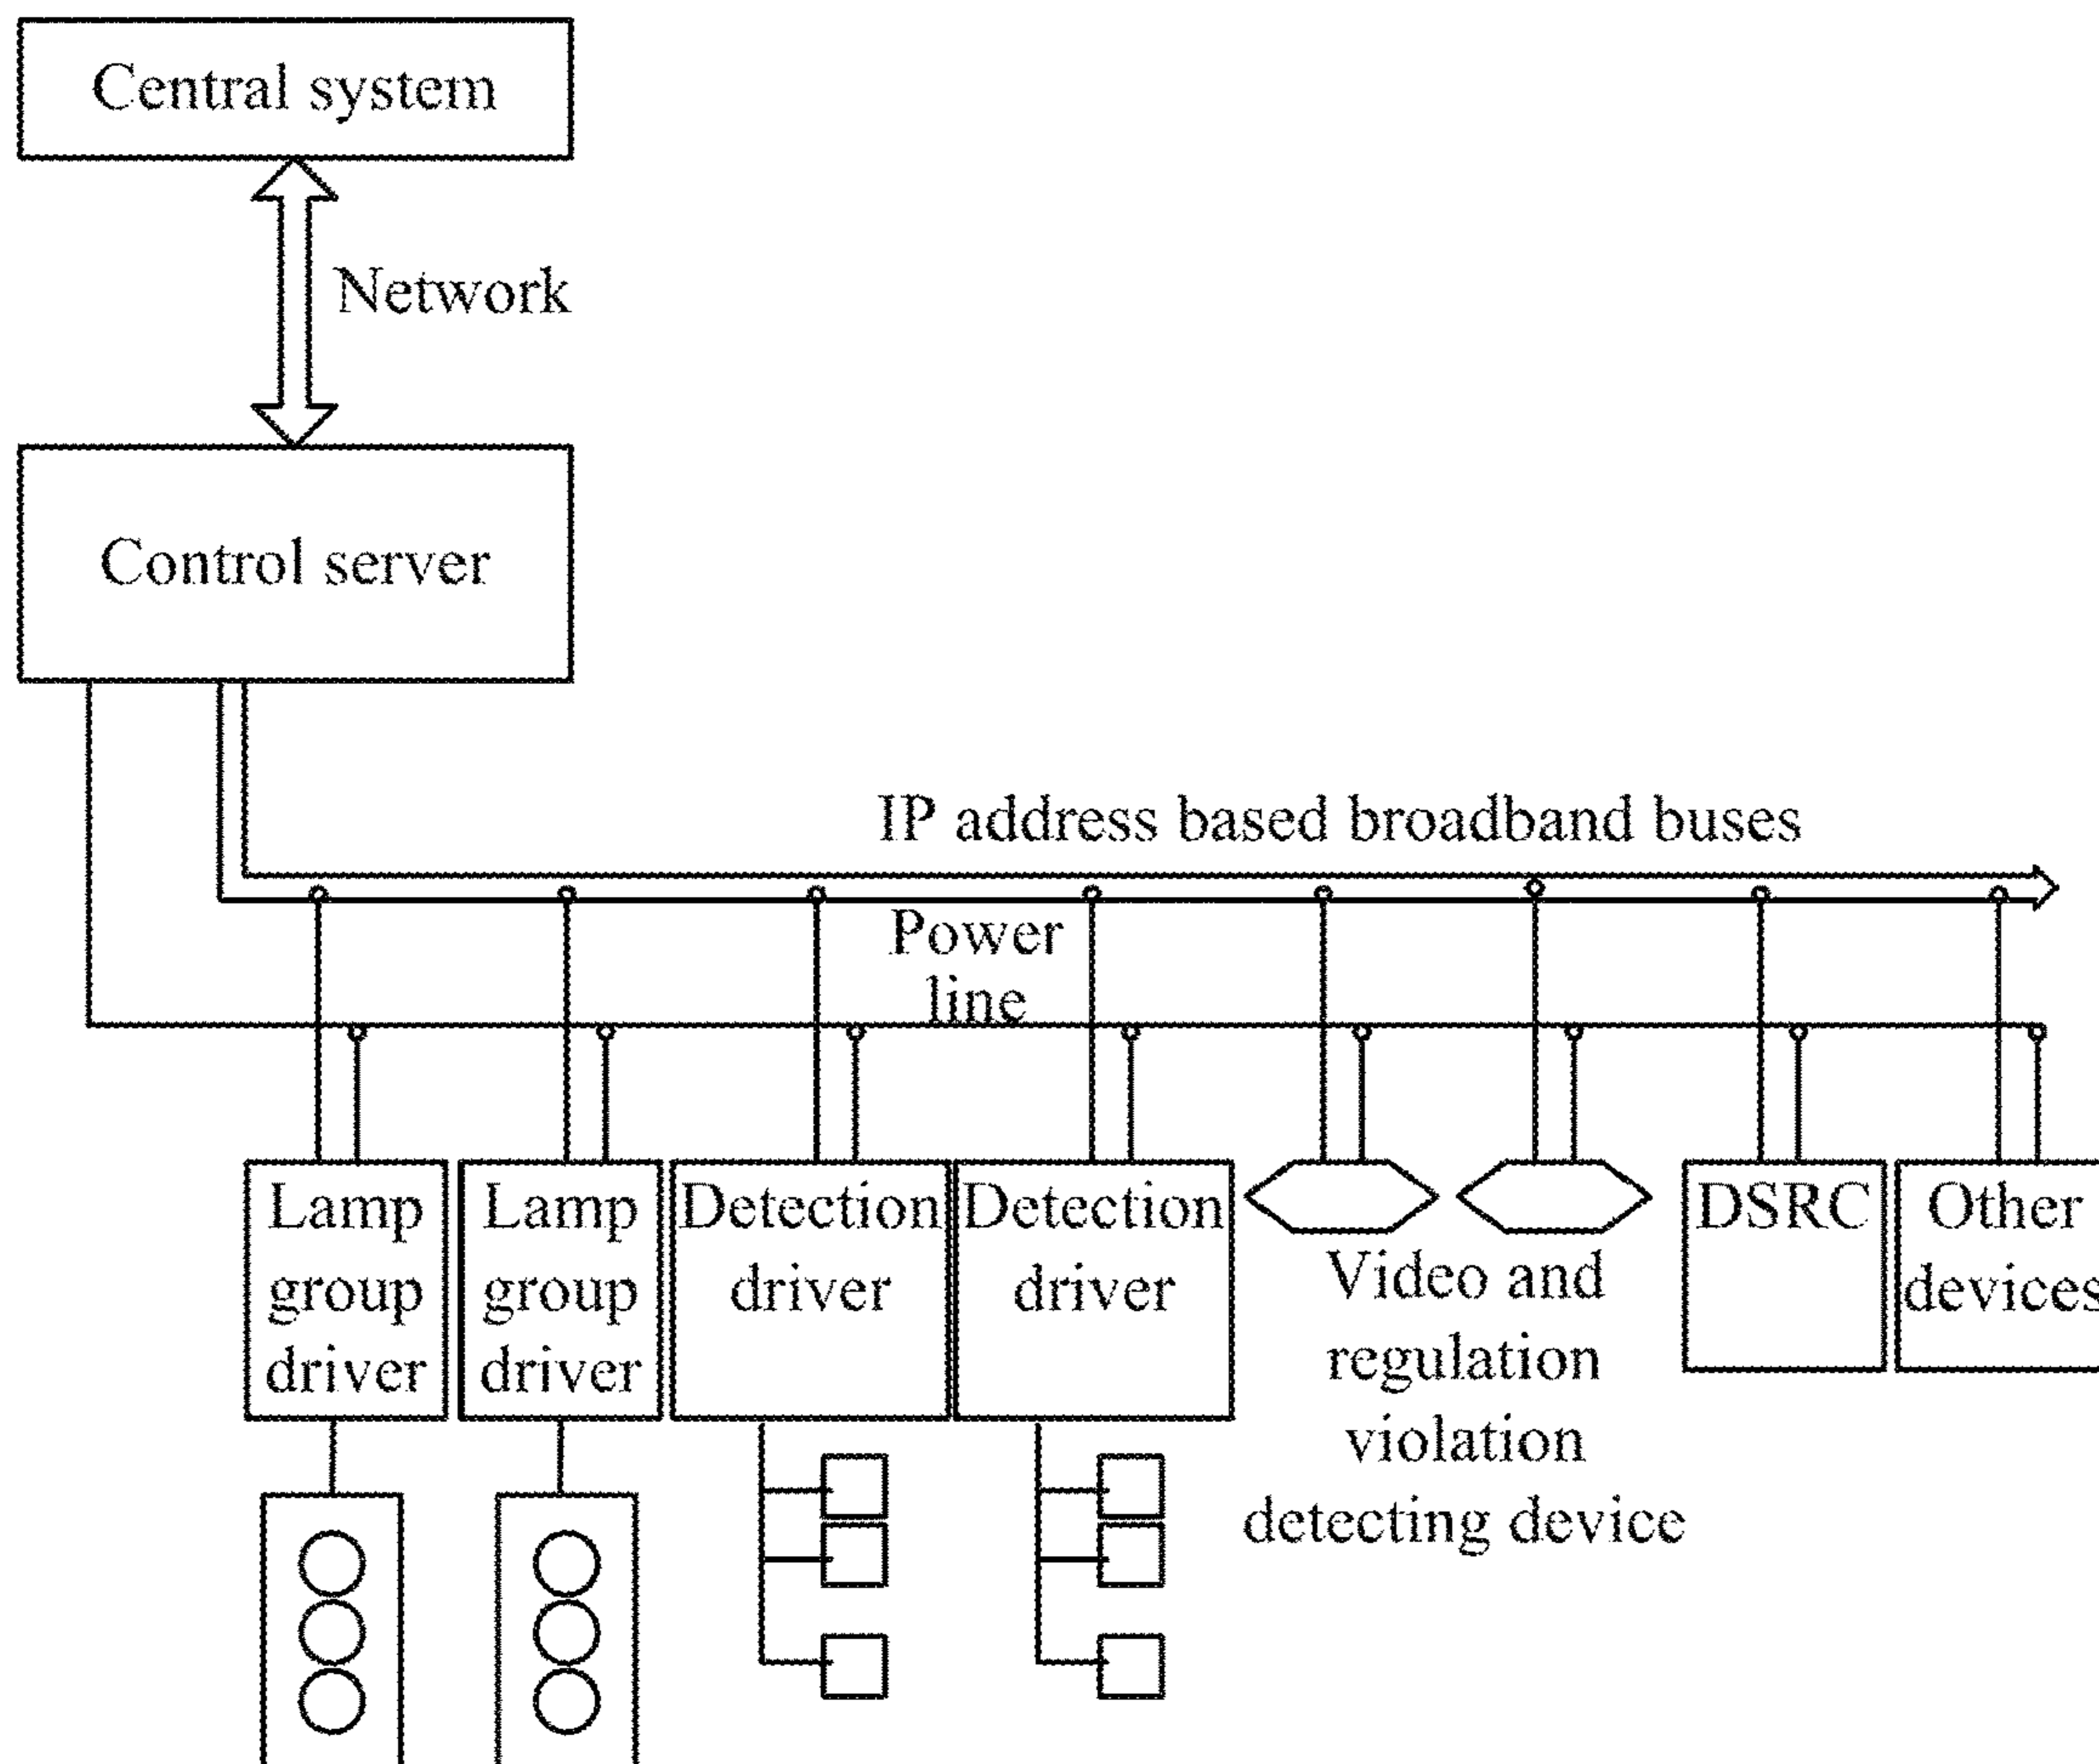 Central system
Network
Control server
IP address based broadband buses
Power
line
Lamp
group
driver
Lamp
group
driver
Detection
driver
Detection
driver
Video and
regulation
violation
detecting device
DSRC
Other
devices